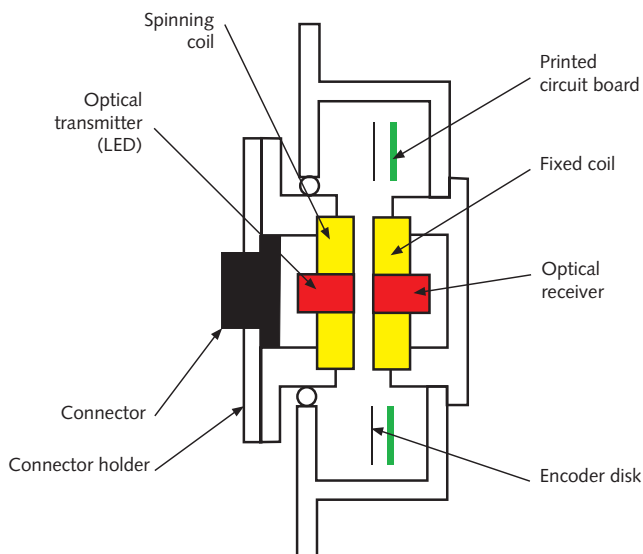 Spinning
coil
Printed
circuit board
Optical
transmitter
(LED)
Fixed coil
Optical
receiver
Connector
Connector holder
Encoder disk